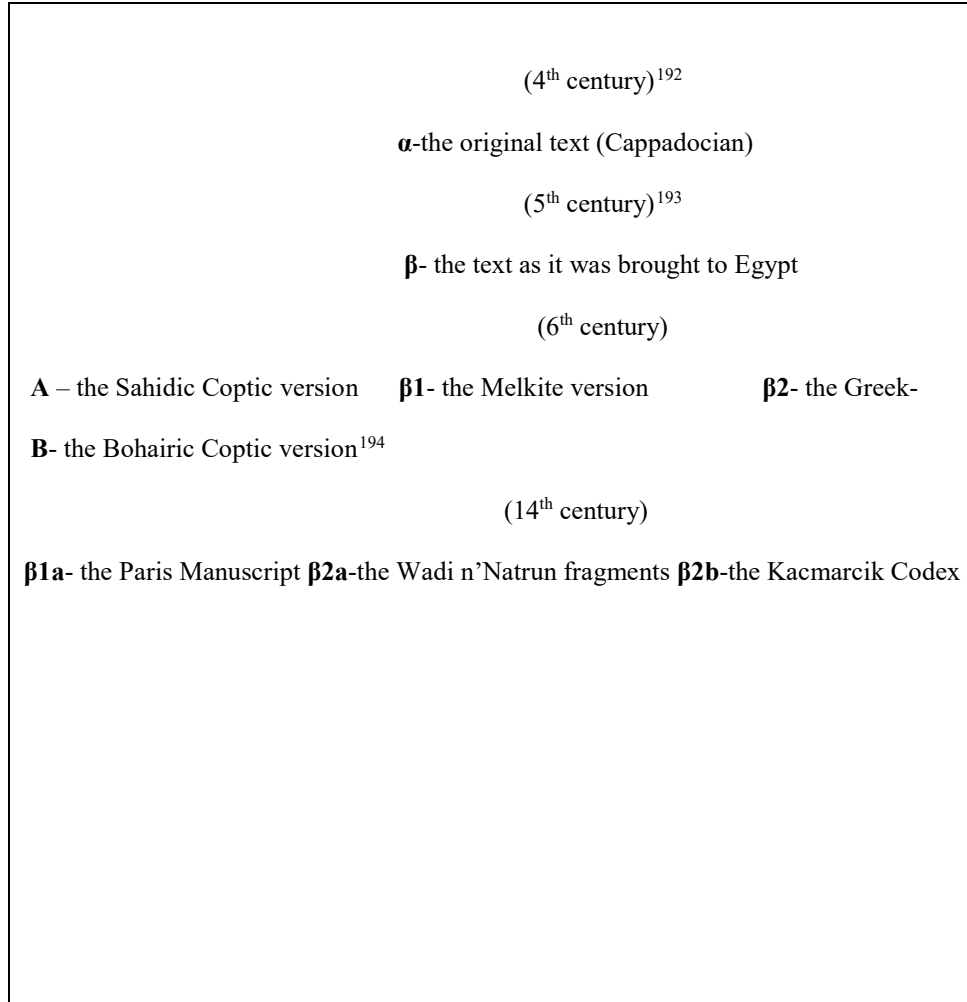 (4th century)192
α-the original text (Cappadocian)
(5th century)193
β- the text as it was brought to Egypt
(6th century)
A – the Sahidic Coptic version β1- the Melkite version β2- the Greek-
B- the Bohairic Coptic version194
(14th century)
β1a- the Paris Manuscript β2a-the Wadi n’Natrun fragments β2b-the Kacmarcik Codex